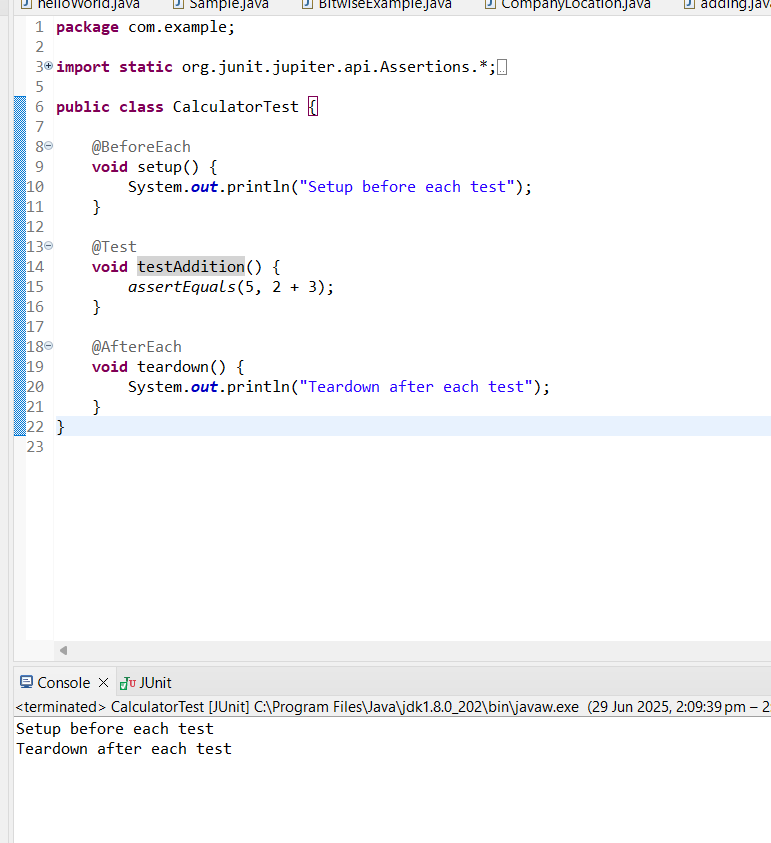 helloWorld.java Sample.java BitwiseExample.java CompanyLocation.java adding.jav
1 package com.example;
2
3 import static org.junit.jupiter.api.Assertions.*;
5
6 public class CalculatorTest {
7
8 @BeforeEach
9 void setup() {
10 System.out.println("Setup before each test");
11 }
12
13 @Test
14 void testAddition() {
15 assertEquals(5, 2 + 3);
16 }
17
18 @AfterEach
19 void teardown() {
20 System.out.println("Teardown after each test");
21 }
22 }
23
Console JUnit
<terminated> CalculatorTest [JUnit] C:\Program Files\Java\jdk1.8.0_202\bin\javaw.exe (29 Jun 2025, 2:09:39 pm – 2:
Setup before each test
Teardown after each test